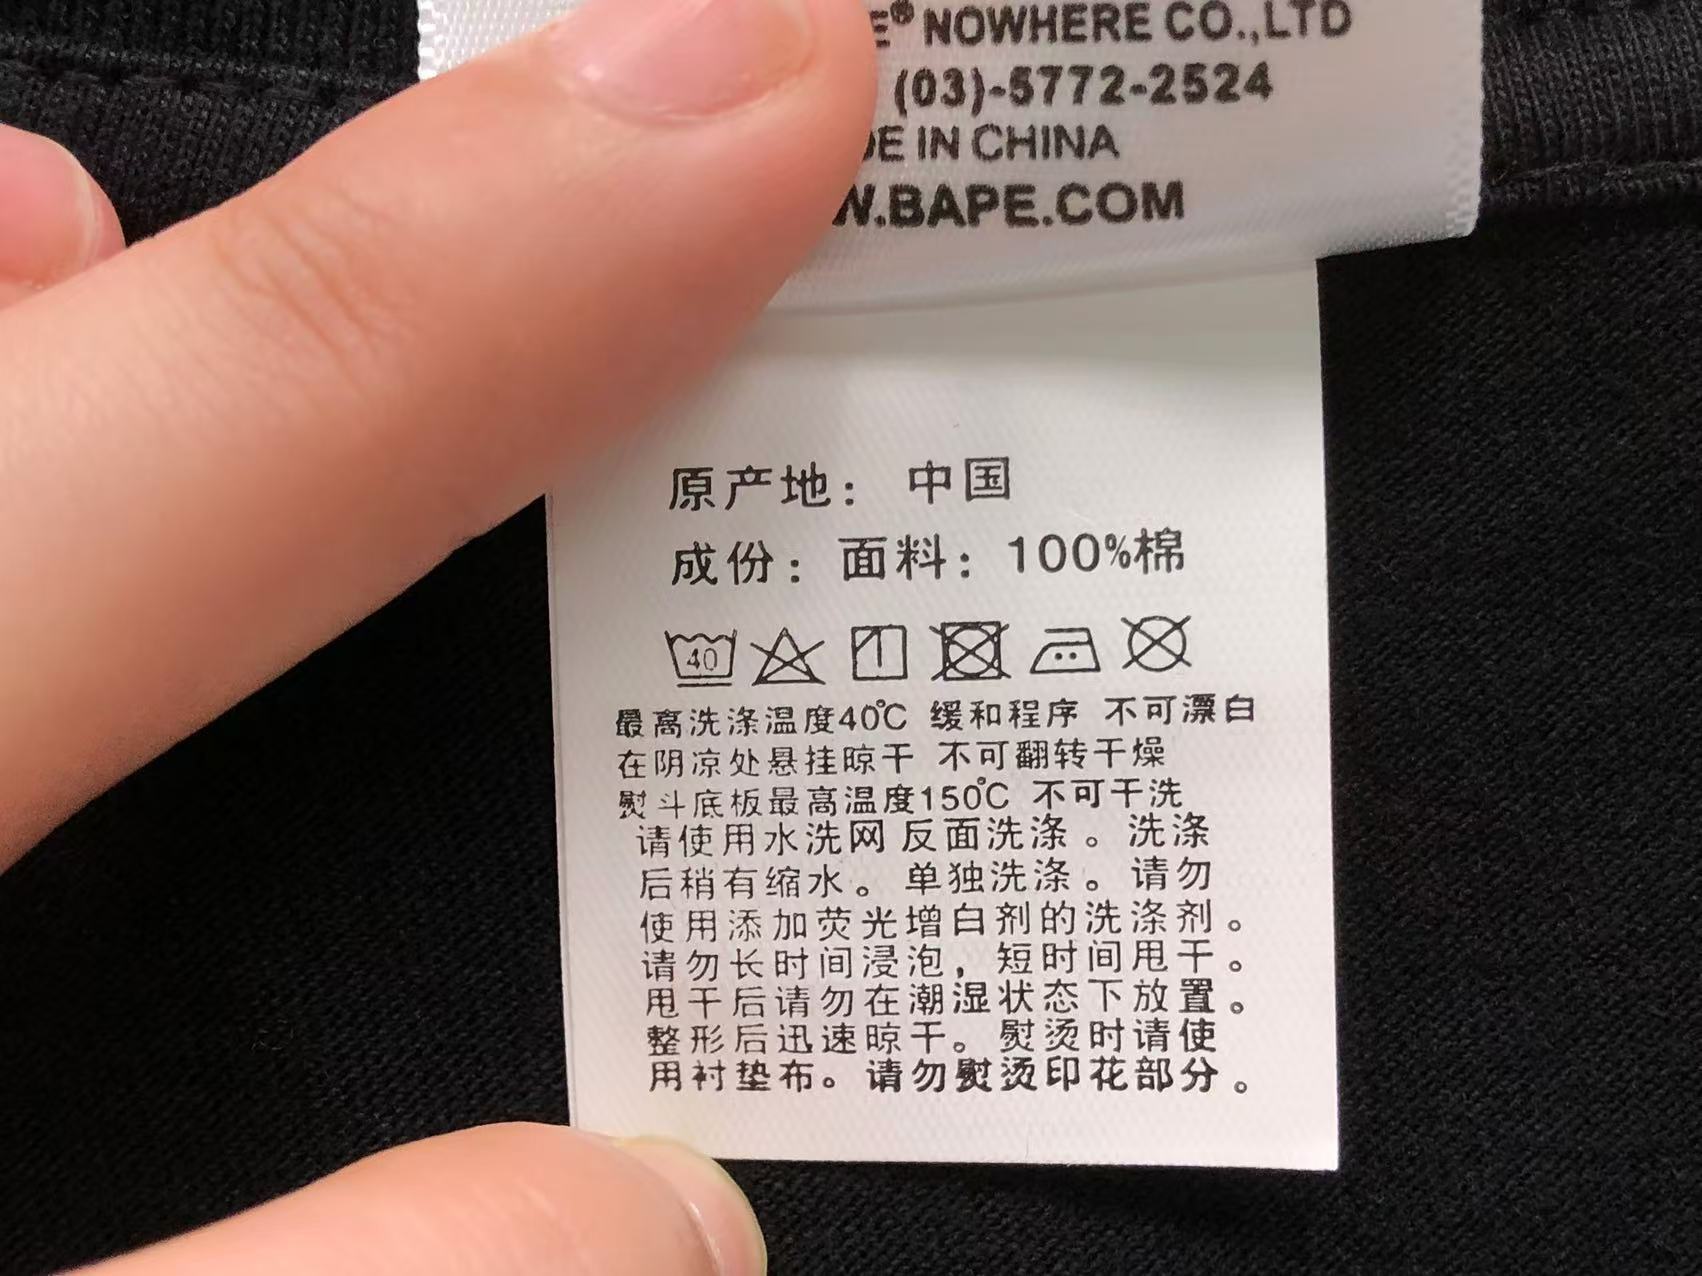 ® NOWHERE CO.,LTD
(03)-5772-2524
DE IN CHINA
W.BAPE.COM
原产地： 中国
成份：面料：100%棉
40
最高洗涤温度40℃ 缓和程序 不可漂白
在阴凉处悬挂晾干 不可翻转干燥
熨斗底板最高温度150℃ 不可干洗
请使用水洗网 反面洗涤。洗涤
后稍有缩水。单独洗涤。请勿
使用添加荧光增白剂的洗涤剂。
请勿长时间浸泡，短时间甩干。
甩干后请勿在潮湿状态下放置。
整形后迅速晾干。熨烫时请使
用衬垫布。请勿熨烫印花部分。